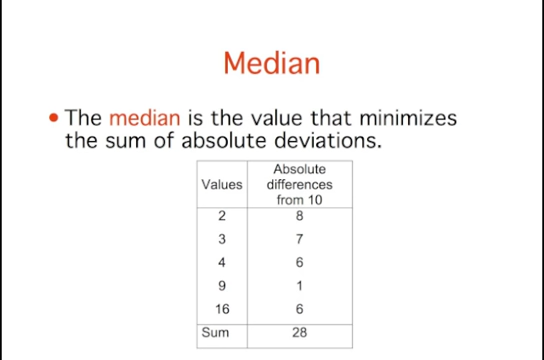 Median
• The median is the value that minimizes
the sum of absolute deviations.
Values Absolute differences from 10
2 8
3 7
4 6
9 1
16 6
Sum 28